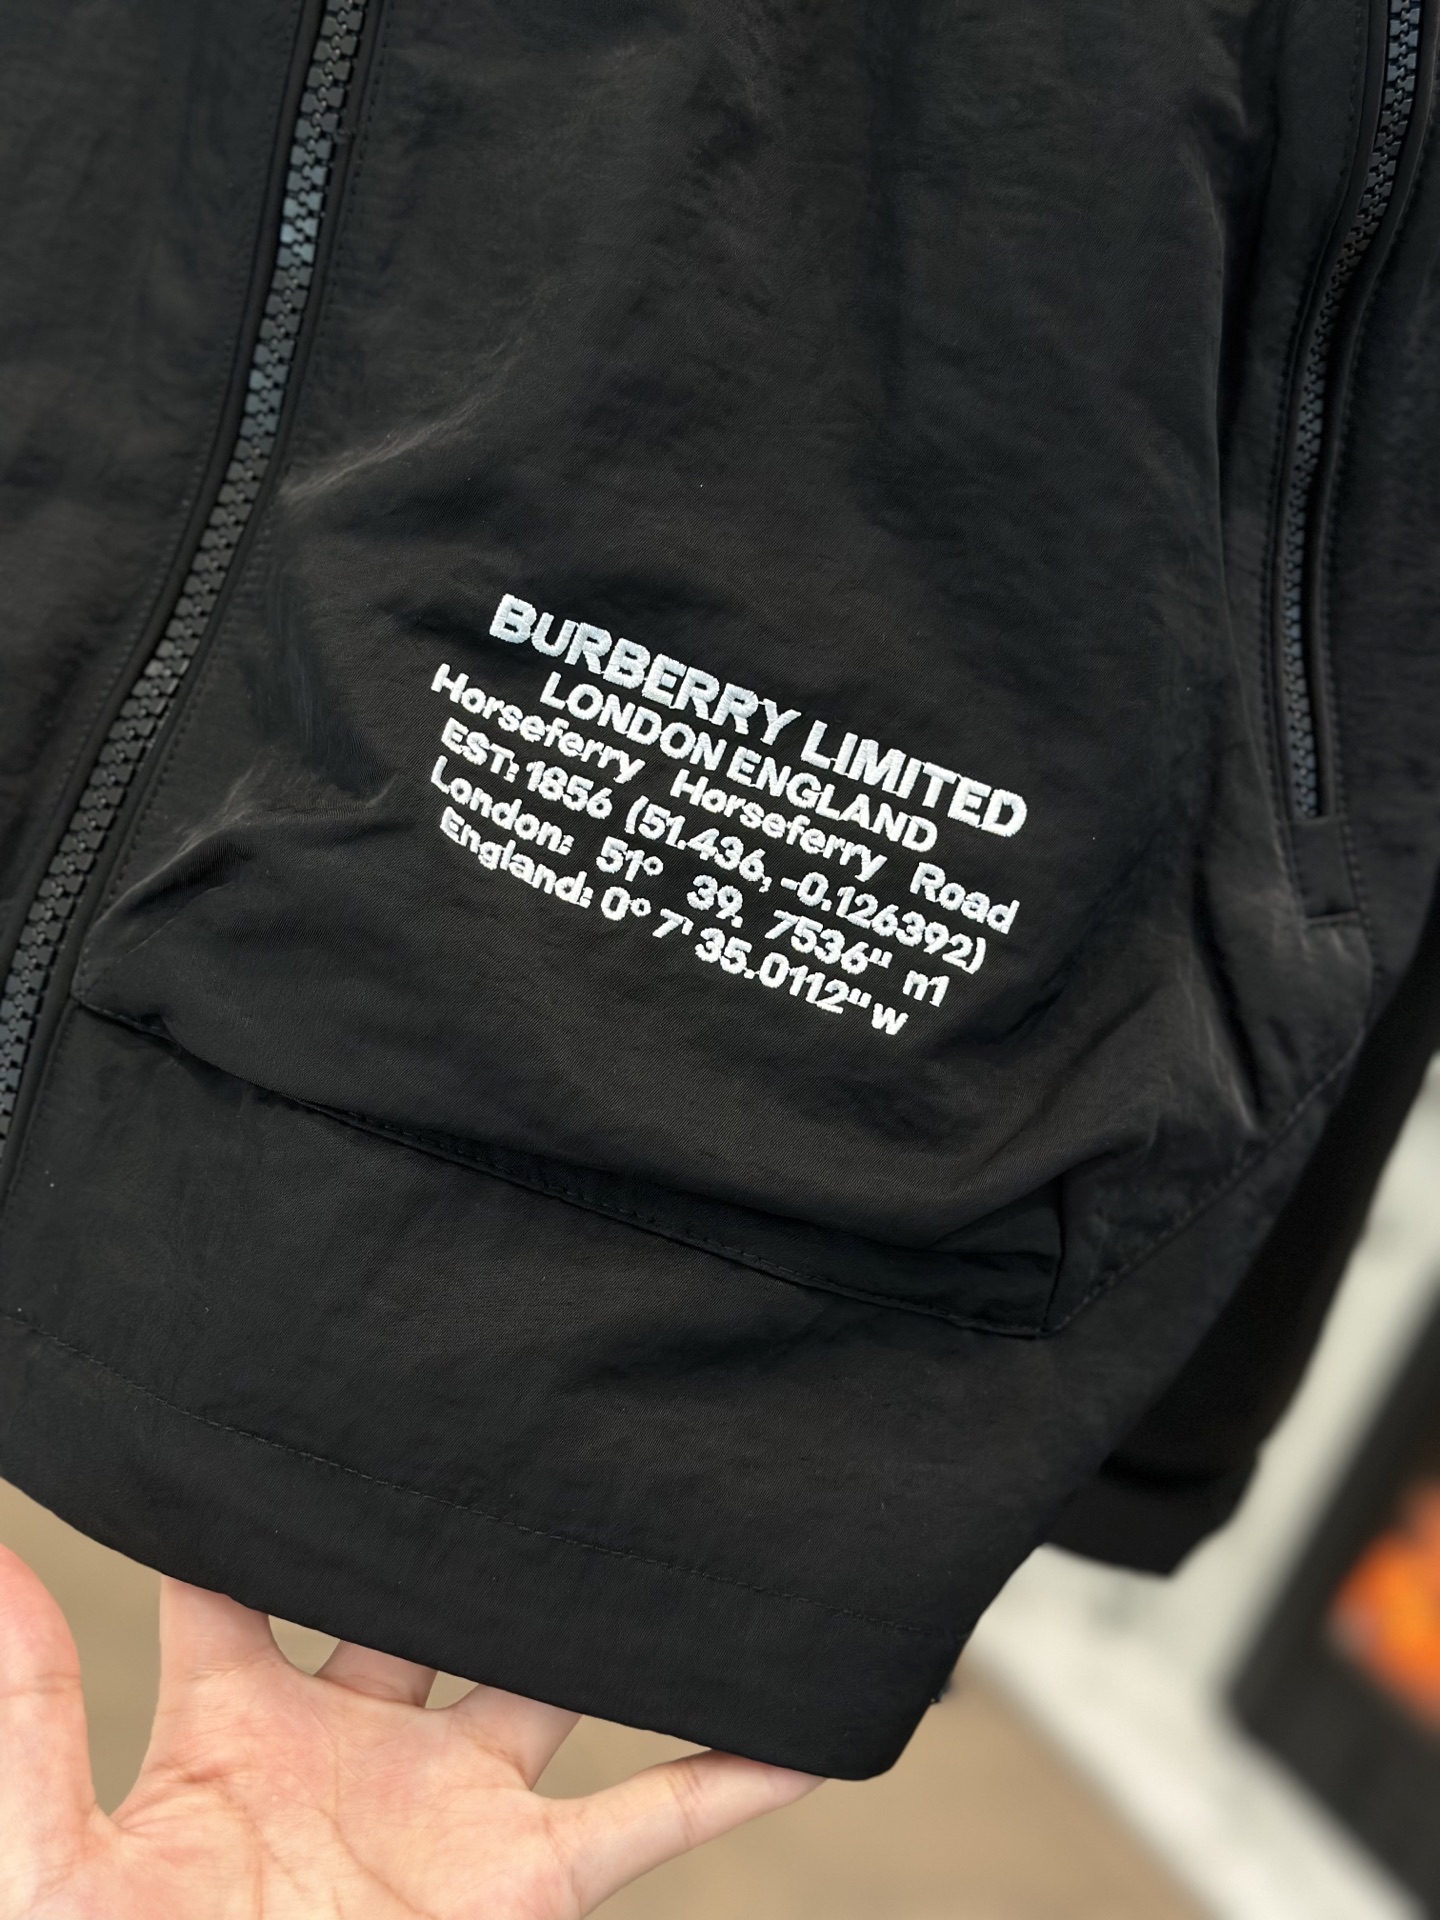 BURBERRY LIMITED
LONDON ENGLAND
Horseferry Horseferry Road
EST: 1856 (51.436, -0.126392)
London: 51° 39. 7536" n1
England: 0° 7' 35.0112" W